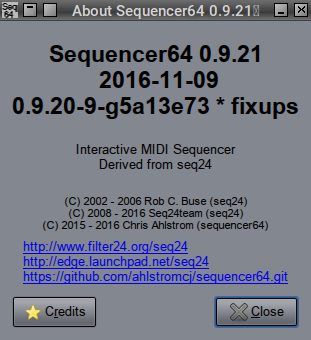 Seq
64
About Sequencer64 0.9.21
Sequencer64 0.9.21
2016-11-09
0.9.20-9-g5a13e73 * fixups
Interactive MIDI Sequencer
Derived from seq24
(C) 2002 - 2006 Rob C. Buse (seq24)
(C) 2008 - 2016 Seq24team (seq24)
(C) 2015 - 2016 Chris Ahlstrom (sequencer64)
http://www.filter24.org/seq24
http://edge.launchpad.net/seq24
https://github.com/ahlstromcj/sequencer64.git
Credits
Close